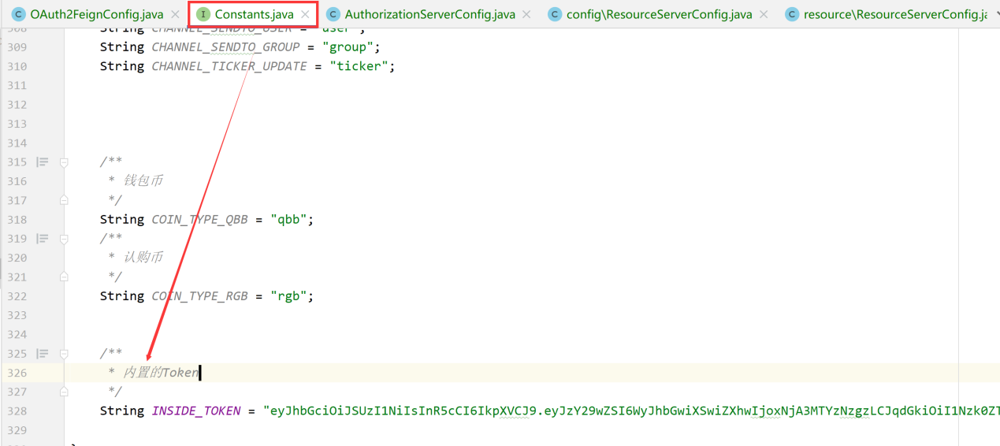 OAuth2FeignConfig.java Constants.java AuthorizationServerConfig.java config\ResourceServerConfig.java resource\ResourceServerConfig.ja
308 String CHANNEL_SENDTO_USER = "user";
309 String CHANNEL_SENDTO_GROUP = "group";
310 String CHANNEL_TICKER_UPDATE = "ticker";
311
312
313
314
315 /**
316 * 钱包币
317 */
318 String COIN_TYPE_QBB = "qbb";
319 /**
320 * 认购币
321 */
322 String COIN_TYPE_RGB = "rgb";
323
324
325 /**
326 * 内置的Token
327 */
328 String INSIDE_TOKEN = "eyJhbGciOiJSUzI1NiIsInR5cCI6IkpXVCJ9.eyJzY29wZSI6WyJhbGwiXSwiZXhwIjoxNjA3MTYzNzgzLCJqdGkiOiI1Nzk0ZT
329